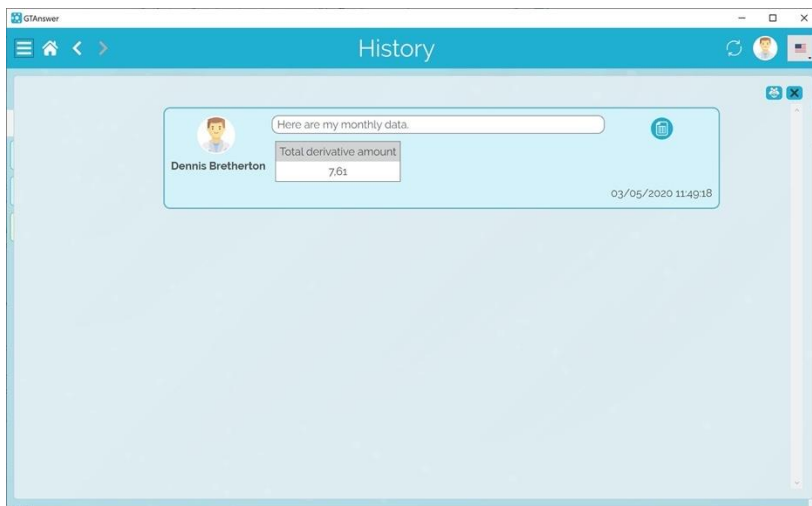 GTAnswer
History
Here are my monthly data.
Total derivative amount
Dennis Bretherton
7,61
03/05/2020 11:49:18